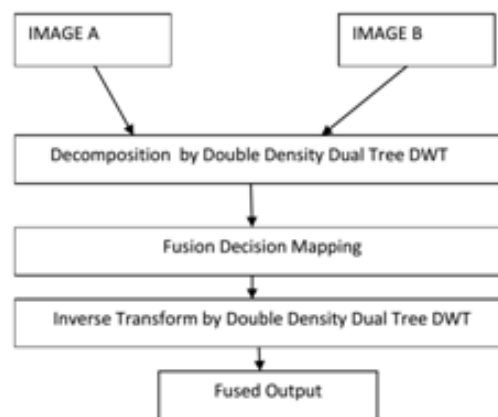 IMAGE A
IMAGE B
Decomposition by Double Density Dual Tree DWT
Fusion Decision Mapping
Inverse Transform by Double Density Dual Tree DWT
Fused Output